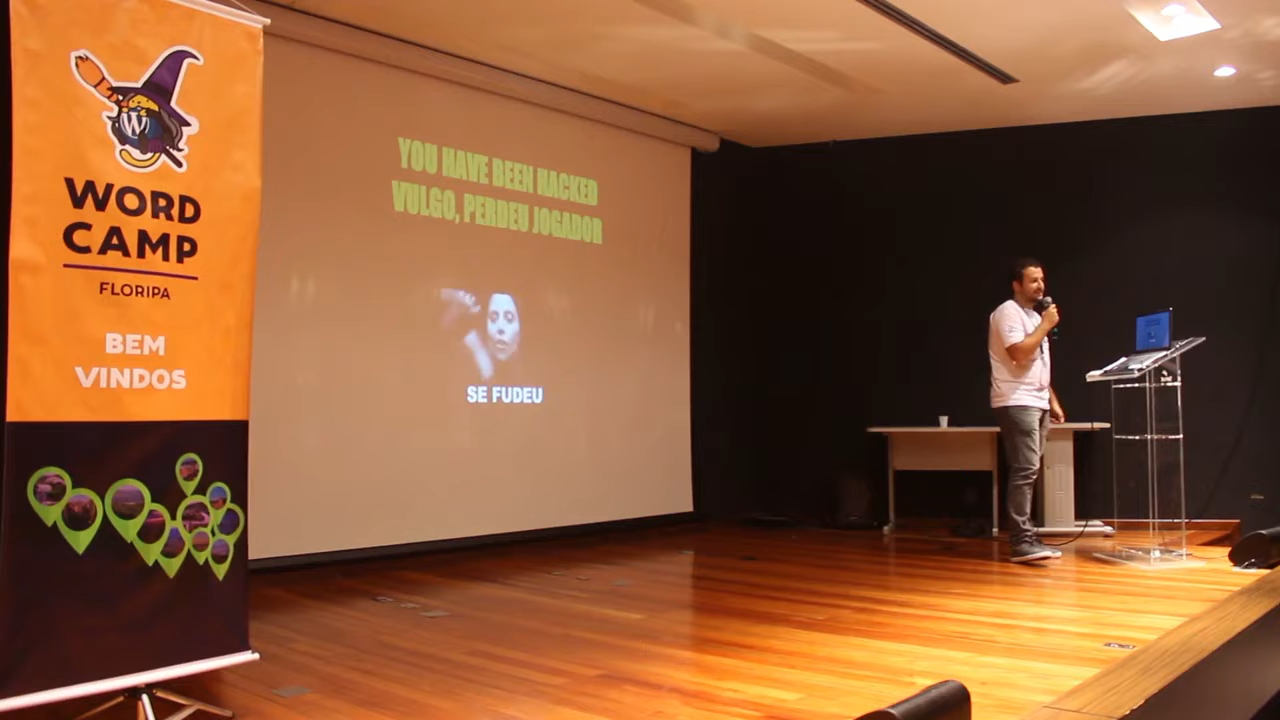 WORD
CAMP
FLORIPA
BEM
VINDOS
YOU HAVE BEEN HACKED
VULGO, PERDEU JOGADOR
SE FUDEU